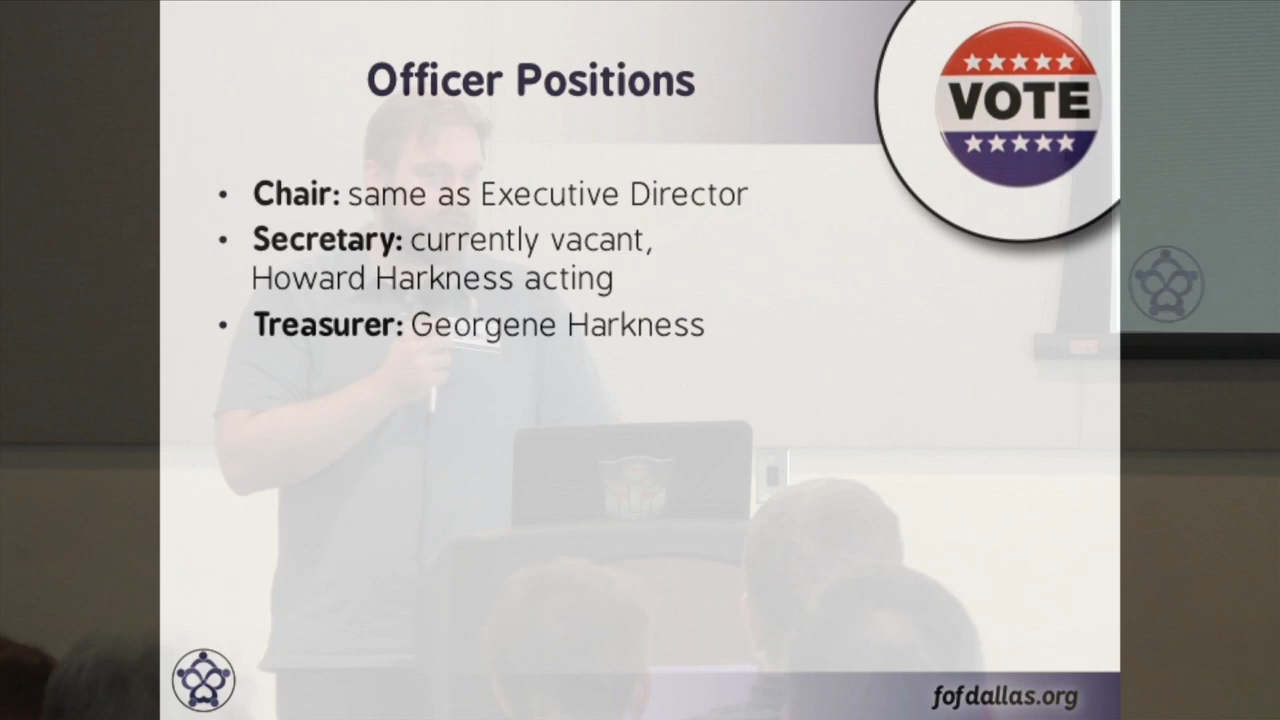 Officer Positions
VOTE
• Chair: same as Executive Director
• Secretary: currently vacant,
Howard Harkness acting
• Treasurer: Georgene Harkness
fofdallas.org